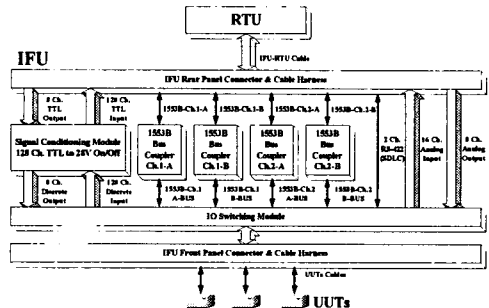 RTU
IFU
IFU-RTU Cable
IFU Rear Panel Connector & Cable Harness
8 Ch.
TTL
Output
128 Ch.
TTL
Input
1553B-Ch.1-A
1553B-Ch.1-B
1553B-Ch.2-A
1553B-Ch.2-B
Signal Conditioning Module
128 Ch. TTL to 28V On/Off
1553B
Bus
Coupler
Ch.1-A
1553B
Bus
Coupler
Ch.1-B
1553B
Bus
Coupler
Ch.2-A
1553B
Bus
Coupler
Ch.2-B
2 Ch.
RS-422
(SDLC)
16 Ch.
Analog
Input
8 Ch.
Analog
Output
8 Ch.
Discrete
Output
128 Ch.
Discrete
Input
1553B-Ch.1
A-BUS
1553B-Ch.1
B-BUS
1553B-Ch.2
A-BUS
1553B-Ch.2
B-BUS
IO Switching Module
IFU Front Panel Connector & Cable Harness
UUTs Cables
UUTs